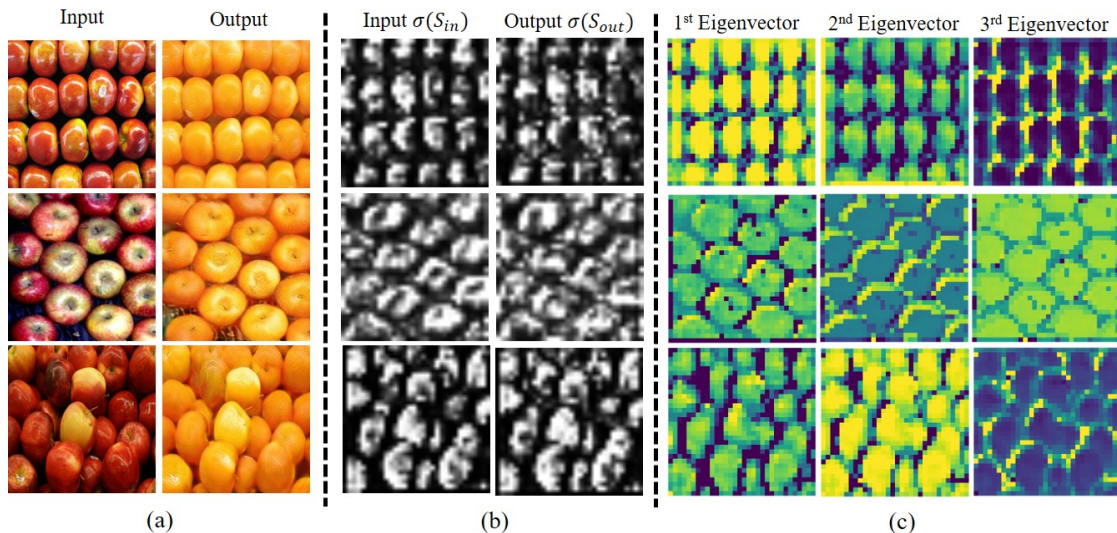 Input Output Input σ(S_in) Output σ(S_out) 1st Eigenvector 2nd Eigenvector 3rd Eigenvector
(a) (b) (c)